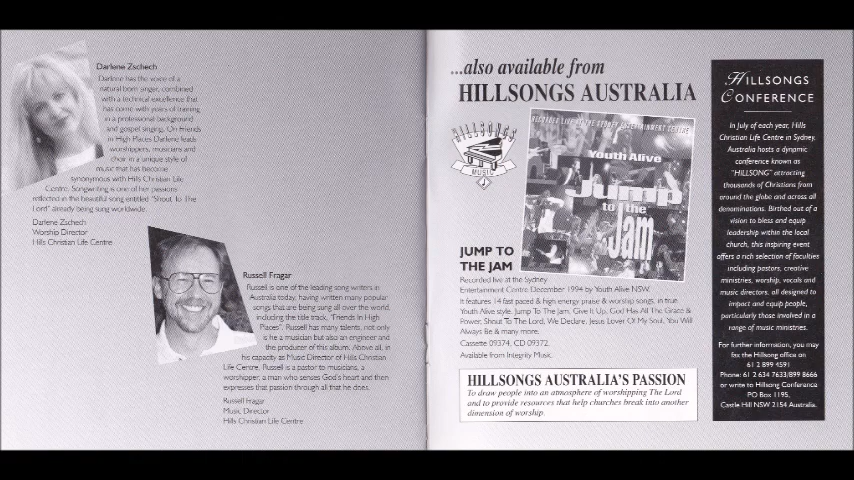 Darlene Zschech
Darlene has the voice of a
natural born singer, combined
with a technical excellence that
has come with years of training
in a professional background
and gospel singing. On Friends
in High Places Darlene leads
worshippers, musicians and
choir in a unique style of
music that has become
synonymous with Hills Christian Life
Centre. Songwriting is one of her passions
reflected in the beautiful song entitled "Shout To The
Lord" already being sung worldwide.
Darlene Zschech
Worship Director
Hills Christian Life Centre
Russell Fragar
Russell is one of the leading song writers in
Australia today, having written many popular
songs that are being sung all over the world,
including the title track, "Friends In High
Places". Russell has many talents, not only
is he a musician but also an engineer and
the producer of this album. Above all, in
his capacity as Music Director of Hills Christian
Life Centre, Russell is a pastor to musicians, a
worshipper, a man who senses God's heart and then
expresses that passion through all that he does.
Russell Fragar
Music Director
Hills Christian Life Centre
...also available from
HILLSONGS AUSTRALIA
HILLSONGS
MUSIC
RECORDED LIVE AT THE SYDNEY ENTERTAINMENT CENTRE
Youth Alive
Jump
to the
Jam
JUMP TO
THE JAM
Recorded live at the Sydney
Entertainment Centre December 1994 by Youth Alive NSW.
It features 14 fast paced & high energy praise & worship songs, in true
Youth Alive style. Jump To The Jam, Give It Up, God Has All The Grace &
Power, Shout To The Lord, We Declare, Jesus Lover Of My Soul, You Will
Always Be & many more.
Cassette 09374, CD 09372.
Available from Integrity Music.
HILLSONGS AUSTRALIA'S PASSION
To draw people into an atmosphere of worshipping The Lord
and to provide resources that help churches break into another
dimension of worship.
HILLSONGS
CONFERENCE
In July of each year, Hills
Christian Life Centre in Sydney,
Australia hosts a dynamic
conference known as
"HILLSONG" attracting
thousands of Christians from
around the globe and across all
denominations. Birthed out of a
vision to bless and equip
leadership within the local
church, this inspiring event
offers a rich selection of faculties
including pastors, creative
ministries, worship, vocals and
music directors, all designed to
impact and equip people,
particularly those involved in a
range of music ministries.
For further information, you may
fax the Hillsong office on
61 2 899 4591
Phone: 61 2 634 7633/899 8666
or write to Hillsong Conference
PO Box 1195,
Castle Hill NSW 2154 Australia.